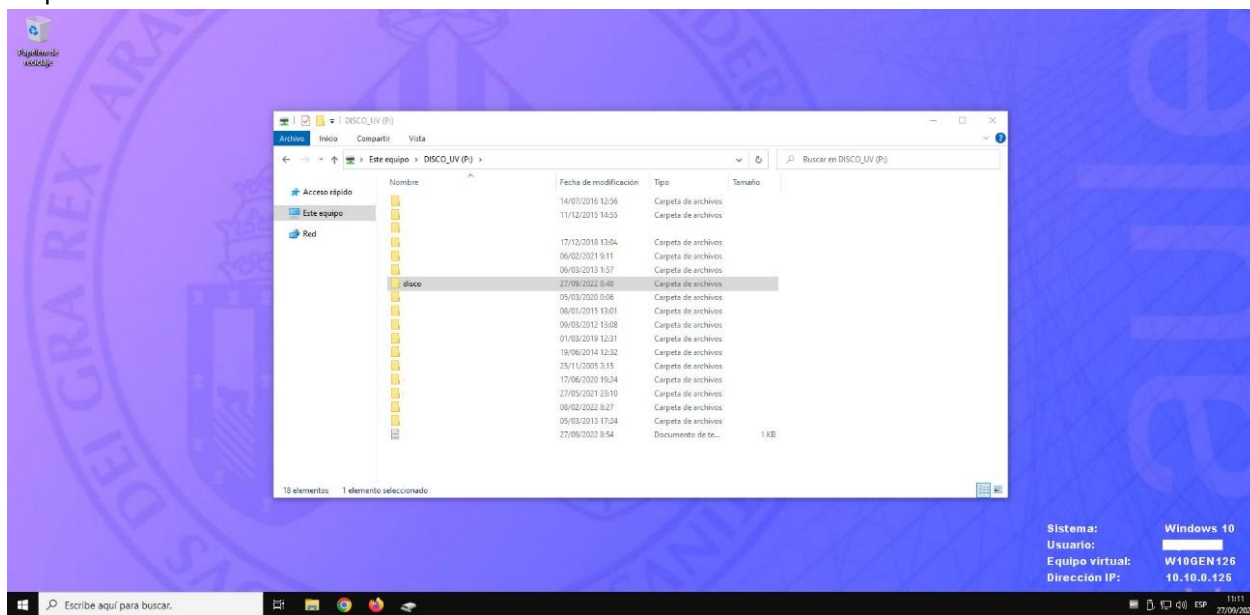 Papelera de
reciclaje
DISCO_UV (P:)
Archivo Inicio Compartir Vista
Este equipo > DISCO_UV (P:) >
Buscar en DISCO_UV (P:)
Nombre Fecha de modificación Tipo Tamaño
Acceso rápido
Este equipo
Red
14/07/2016 12:56 Carpeta de archivos
11/12/2015 14:55 Carpeta de archivos
17/12/2018 13:04 Carpeta de archivos
06/02/2021 9:11 Carpeta de archivos
06/03/2013 1:57 Carpeta de archivos
disco 27/09/2022 8:48 Carpeta de archivos
05/03/2020 0:06 Carpeta de archivos
08/01/2015 13:01 Carpeta de archivos
09/03/2012 13:08 Carpeta de archivos
01/03/2019 12:31 Carpeta de archivos
19/06/2014 12:32 Carpeta de archivos
25/11/2005 3:15 Carpeta de archivos
17/06/2020 19:24 Carpeta de archivos
27/05/2021 23:10 Carpeta de archivos
08/02/2022 8:27 Carpeta de archivos
05/03/2013 17:24 Carpeta de archivos
27/09/2022 8:54 Documento de te... 1 KB
18 elementos 1 elemento seleccionado
DEI GRA REX ARA
Sistema: Windows 10
Usuario:
Equipo virtual: W10GEN126
Dirección IP: 10.10.0.126
Escribe aquí para buscar.
ESP
11:11